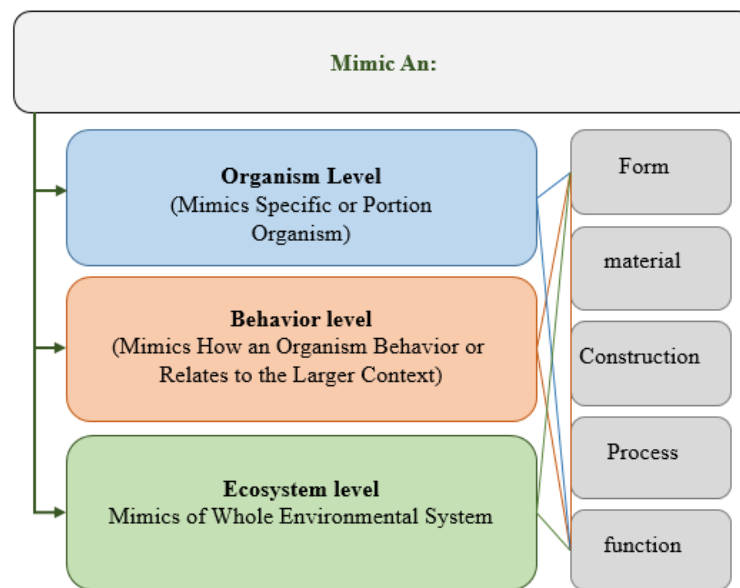 Mimic An:
Organism Level
(Mimics Specific or Portion
Organism)
Behavior level
(Mimics How an Organism Behavior or
Relates to the Larger Context)
Ecosystem level
Mimics of Whole Environmental System
Form
material
Construction
Process
function